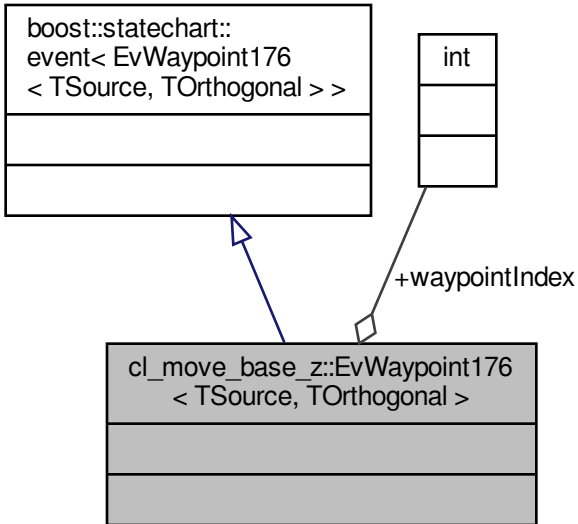 boost::statechart::
event< EvWaypoint176
< TSource, TOrthogonal > >
int
+waypointIndex
cl_move_base_z::EvWaypoint176
< TSource, TOrthogonal >